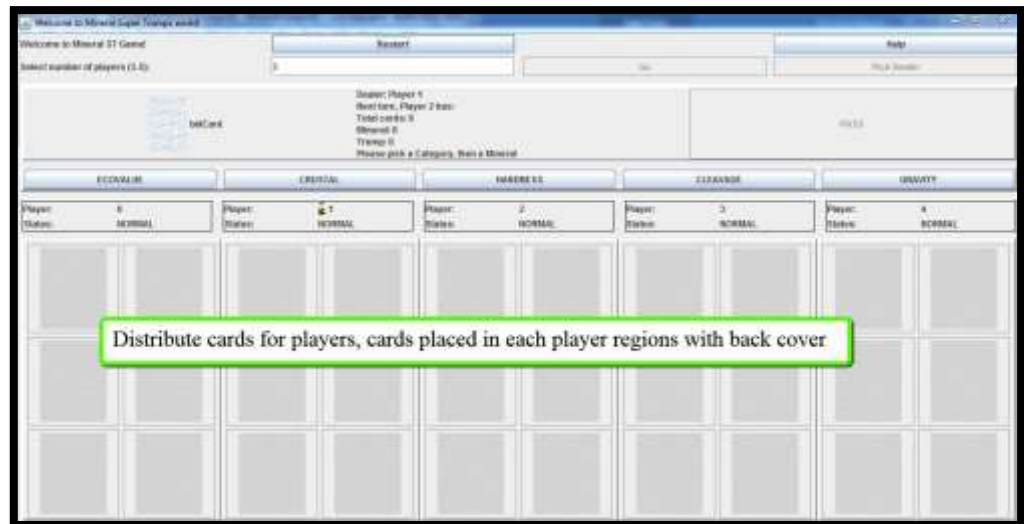 Welcome to Mineral Super Trumps world!
Welcome to Mineral ST Game!
Restart
Help
Select number of players (3-5):
Go
Pick Dealer
Dealer: Player 1
Next turn, Player 2 has:
Total cards: 8
Mineral: 8
Trump: 0
Please pick a Category, then a Mineral
ECOVALUE
CRUSTAL
HARDNESS
CLEAVAGE
GRAVITY
Player: 0
Status: NORMAL
Player: 1
Status: NORMAL
Player: 2
Status: NORMAL
Player: 3
Status: NORMAL
Player: 4
Status: NORMAL
Distribute cards for players, cards placed in each player regions with back cover